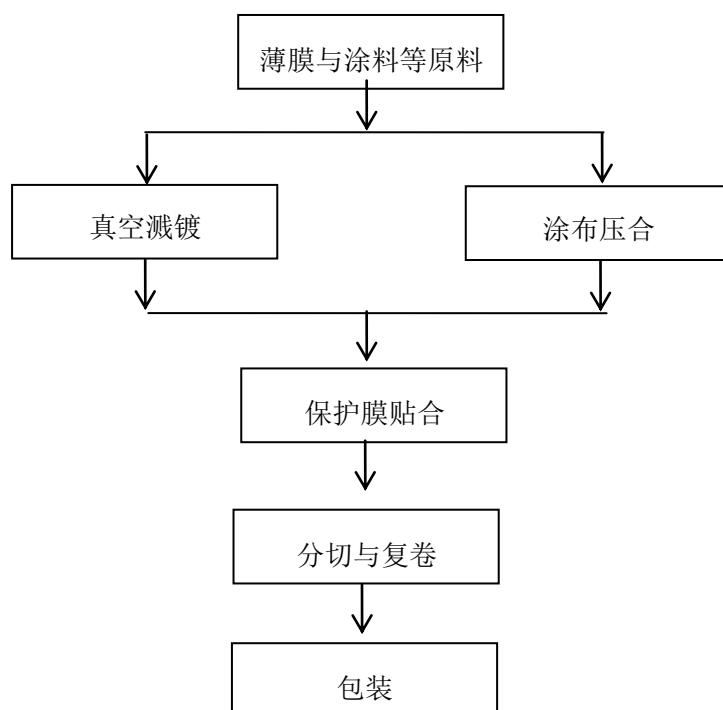 薄膜与涂料等原料
真空溅镀
涂布压合
保护膜贴合
分切与复卷
包装